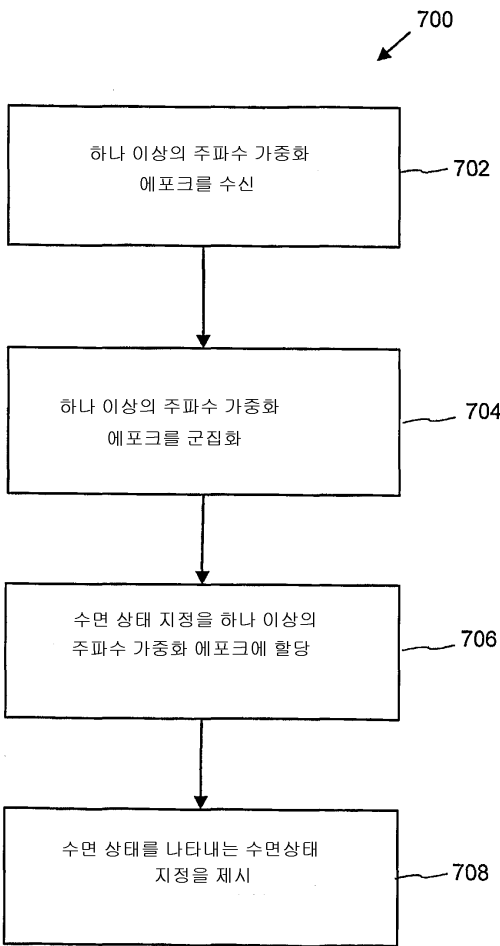 700
하나 이상의 주파수 가중화
에포크를 수신
702
하나 이상의 주파수 가중화
에포크를 군집화
704
수면 상태 지정을 하나 이상의
주파수 가중화 에포크에 할당
706
수면 상태를 나타내는 수면상태
지정을 제시
708